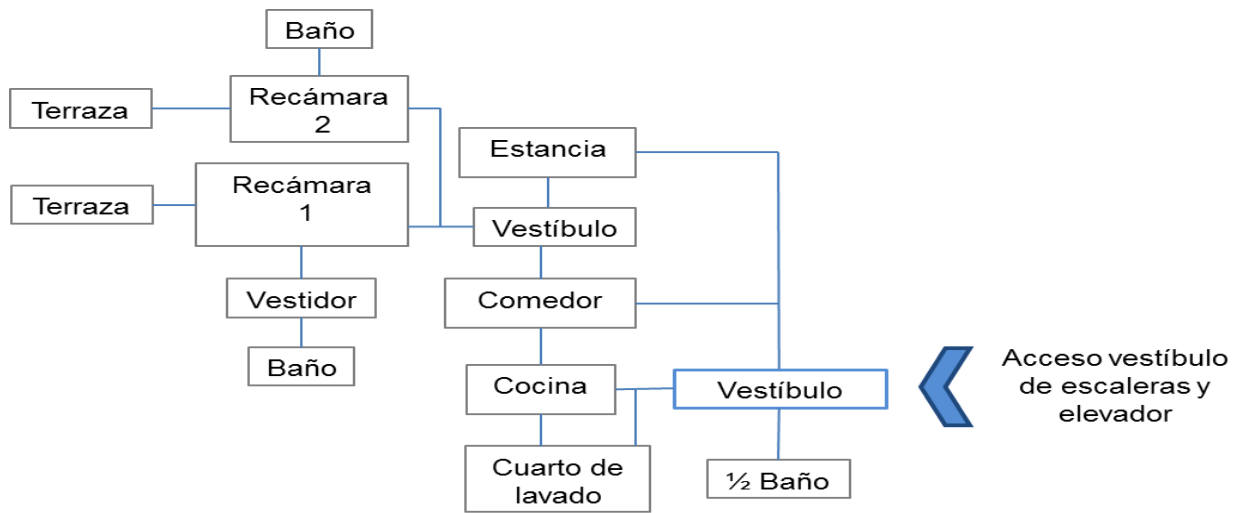 Baño
Terraza
Recámara
2
Estancia
Terraza
Recámara
1
Vestíbulo
Vestidor
Comedor
Baño
Cocina
Vestíbulo
Acceso vestíbulo
de escaleras y
elevador
Cuarto de
lavado
½ Baño